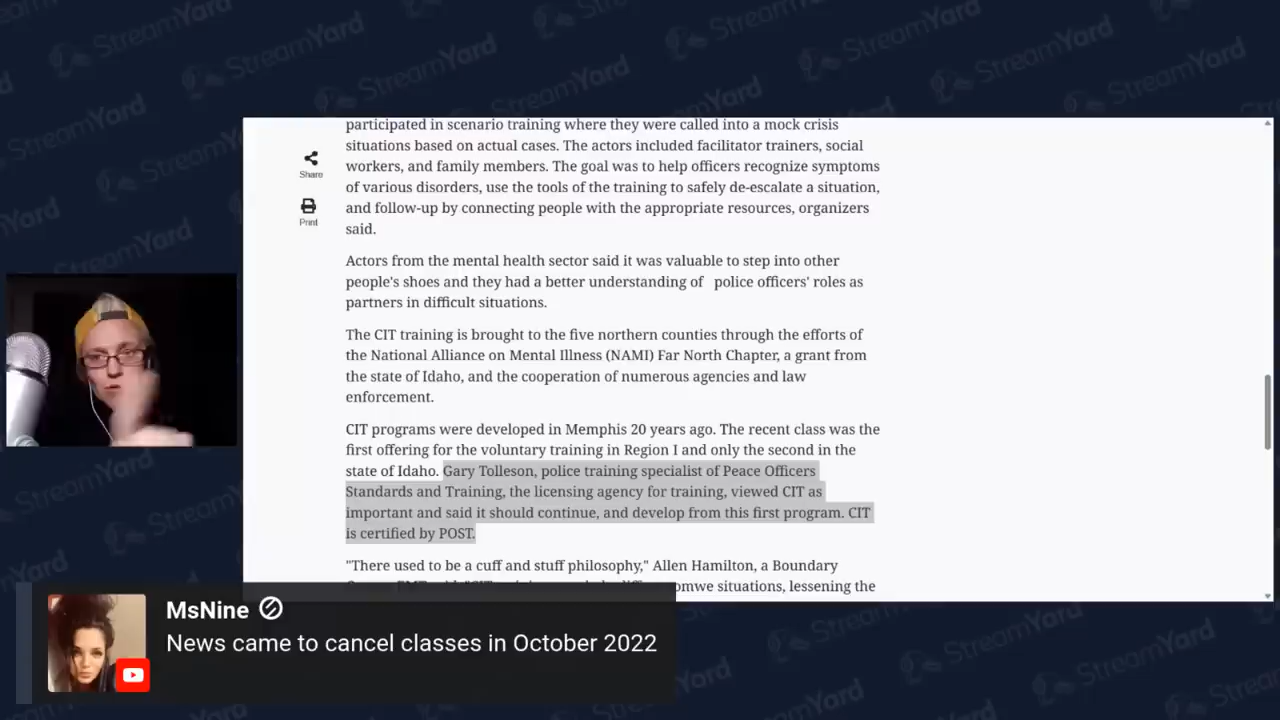 participated in scenario training where they were called into a mock crisis
situations based on actual cases. The actors included facilitator trainers, social
workers, and family members. The goal was to help officers recognize symptoms
of various disorders, use the tools of the training to safely de-escalate a situation,
and follow-up by connecting people with the appropriate resources, organizers
said.
Share
Print
Actors from the mental health sector said it was valuable to step into other
people's shoes and they had a better understanding of police officers' roles as
partners in difficult situations.
The CIT training is brought to the five northern counties through the efforts of
the National Alliance on Mental Illness (NAMI) Far North Chapter, a grant from
the state of Idaho, and the cooperation of numerous agencies and law
enforcement.
CIT programs were developed in Memphis 20 years ago. The recent class was the
first offering for the voluntary training in Region I and only the second in the
state of Idaho. Gary Tolleson, police training specialist of Peace Officers
Standards and Training, the licensing agency for training, viewed CIT as
important and said it should continue, and develop from this first program. CIT
is certified by POST.
"There used to be a cuff and stuff philosophy," Allen Hamilton, a Boundary
situations, lessening the
MsNine
News came to cancel classes in October 2022
StreamYard